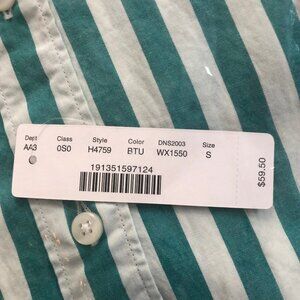 Dept Class Style Color DNS2003 Size
AA3 0S0 H4759 BTU WX1550 S
191351597124
$59.50